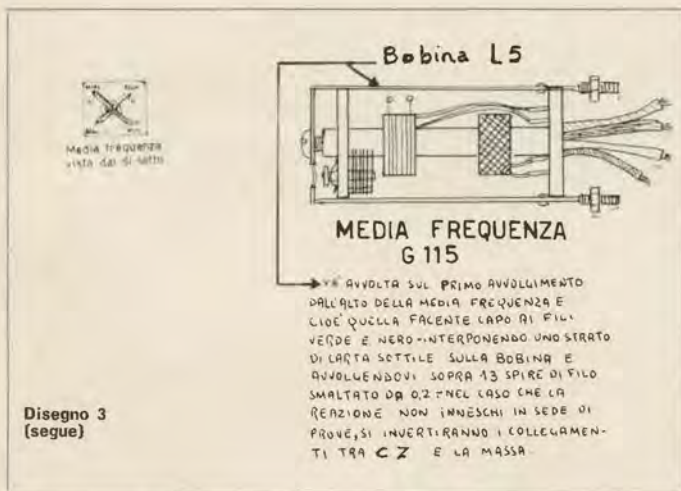 Bobina L5
Media frequenza
vista dal di sotto
MEDIA FREQUENZA
G 115
VA AVVOLTA SUL PRIMO AVVOLGIMENTO
DALL'ALTO DELLA MEDIA FREQUENZA E
CIOE' QUELLA FACENTE CAPO AI FILI
VERDE E NERO-INTERPONENDO UNO STRATO
DI CARTA SOTTILE SULLA BOBINA E
AVVOLGENDOVI SOPRA 13 SPIRE DI FILO
SMALTATO DA 0,2-NEL CASO CHE LA
REAZIONE NON INNESCHI IN SEDE DI
PROVE, SI INVERTIRANNO I COLLEGAMEN-
TI TRA CZ E LA MASSA
Disegno 3
(segue)